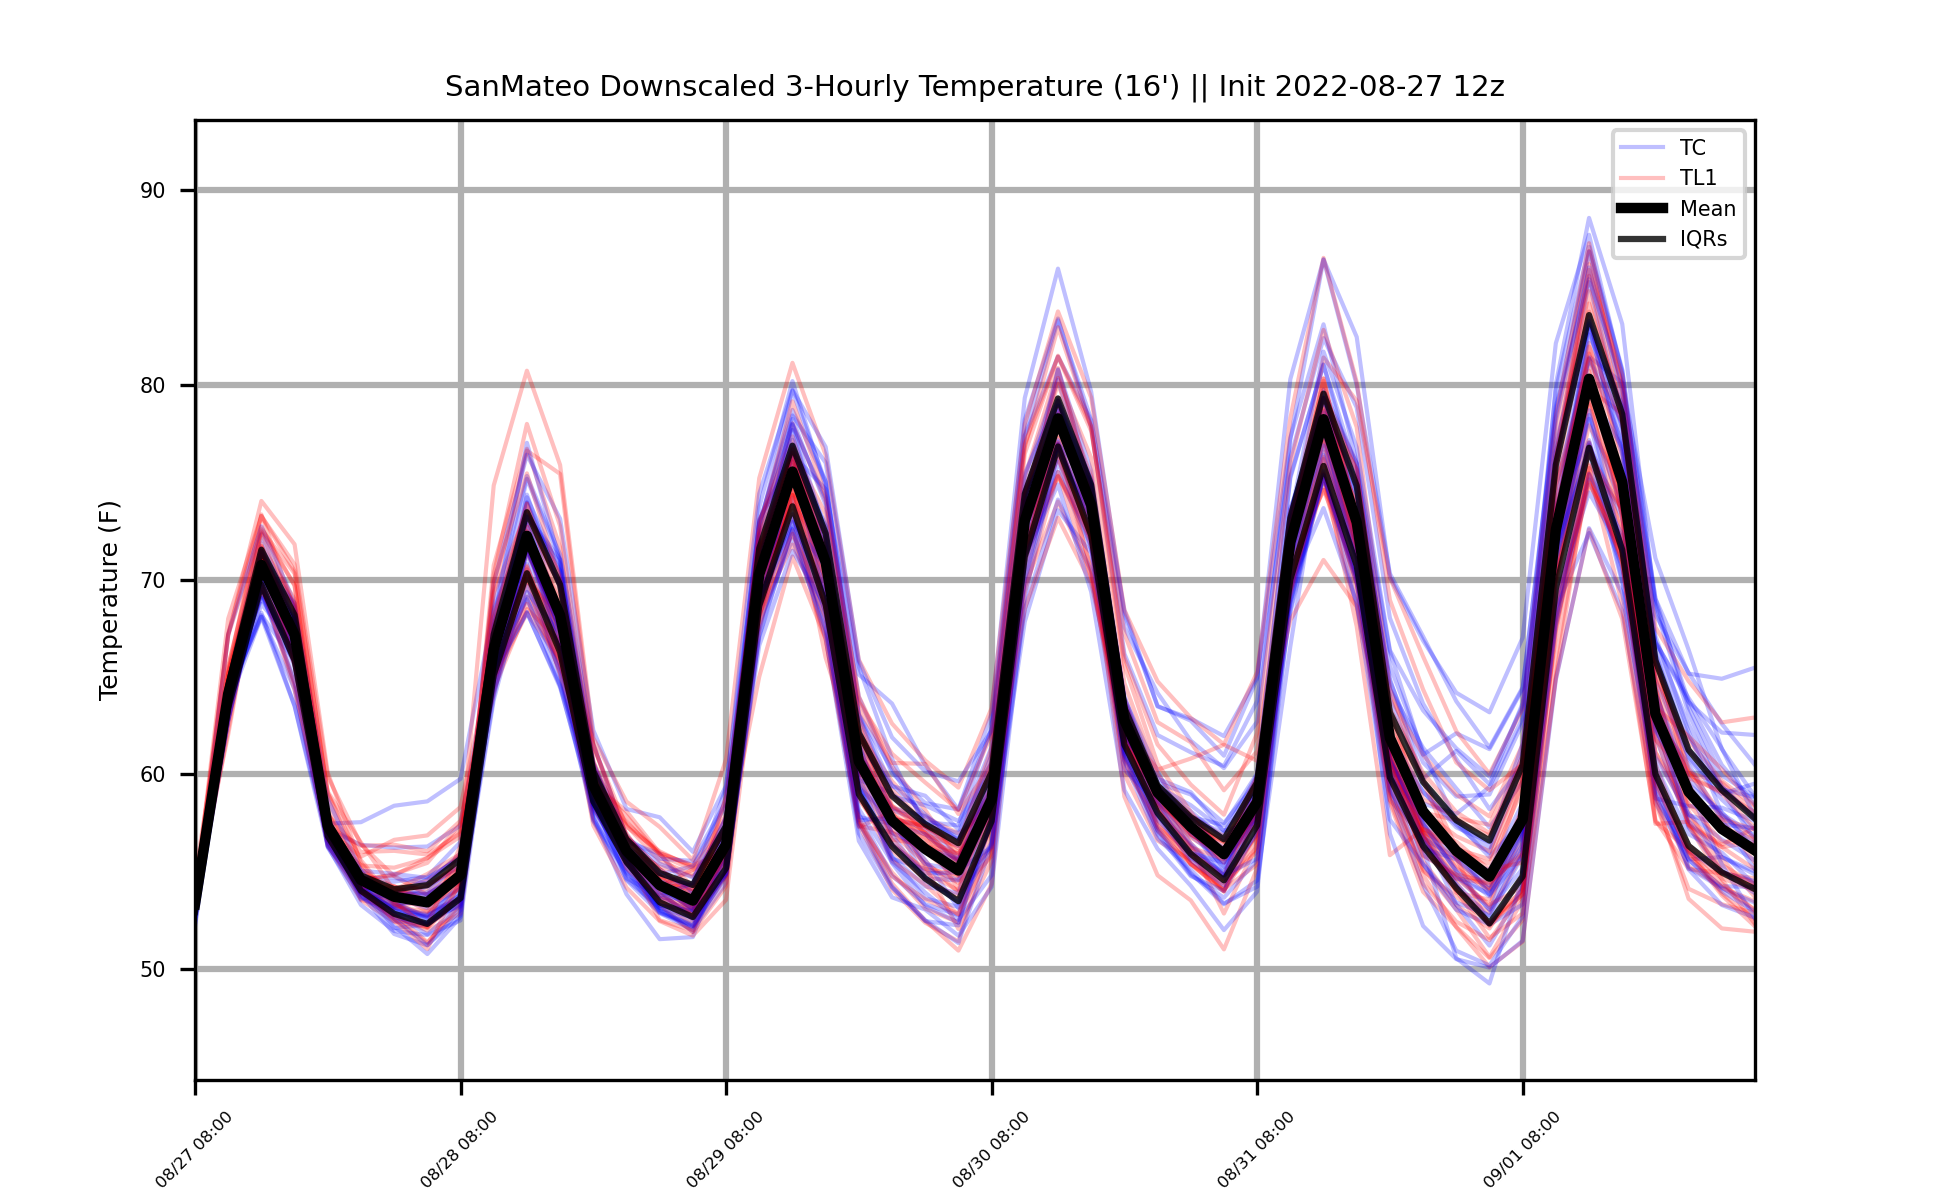 SanMateo Downscaled 3-Hourly Temperature (16') || Init 2022-08-27 12z
TC
TL1
Mean
IQRs
Temperature (F)
90
80
70
60
50
08/27 08:00
08/28 08:00
08/29 08:00
08/30 08:00
08/31 08:00
09/01 08:00